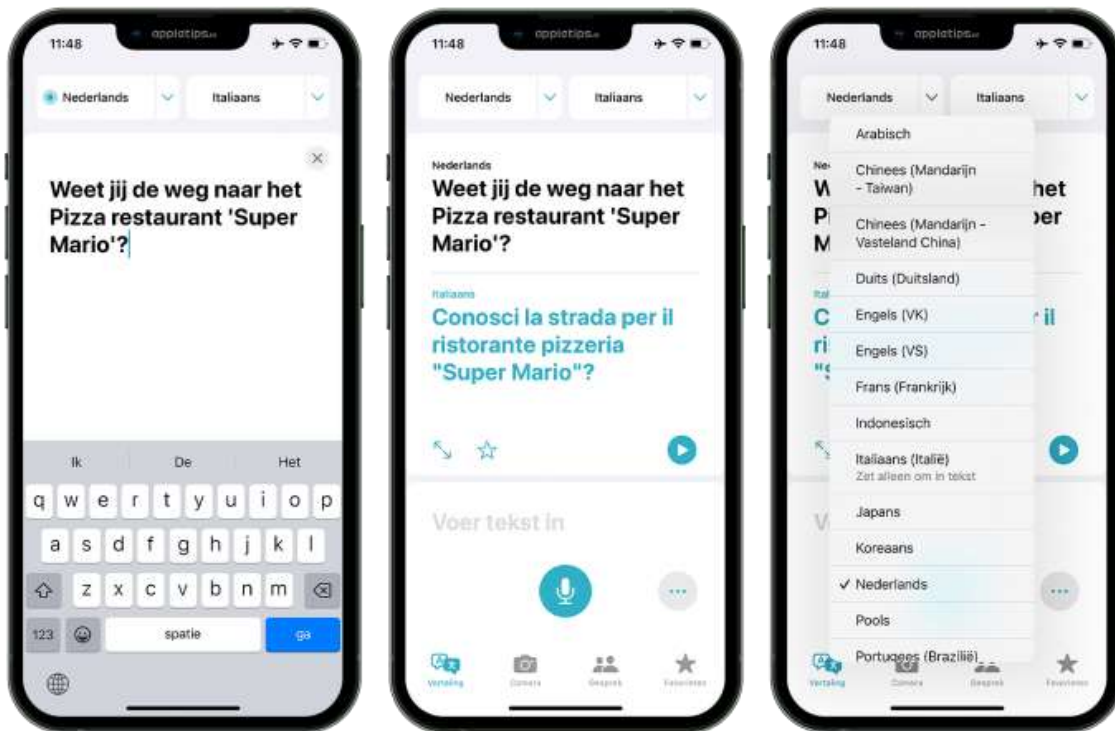 appletips.nl
11:48
Nederlands
Italiaans
Weet jij de weg naar het
Pizza restaurant 'Super
Mario'?
Ik De Het
q w e r t y u i o p
a s d f g h j k l
z x c v b n m
123 spatie ga
appletips
11:48
Nederlands
Italiaans
Nederlands
Weet jij de weg naar het
Pizza restaurant 'Super
Mario'?
Italiaans
Conosci la strada per il
ristorante pizzeria
"Super Mario"?
Voer tekst in
Vertaling Camera Gesprek Favorieten
appletips
11:48
Nederlands
Italiaans
Arabisch
Chinees (Mandarijn
- Taiwan)
Chinees (Mandarijn –
Vasteland China)
Duits (Duitsland)
Engels (VK)
Engels (VS)
Frans (Frankrijk)
Indonesisch
Italiaans (Italië)
Zet alleen om in tekst
Japans
Koreaans
Nederlands
Pools
Portugees (Brazilië)
Vertaling Camera Gesprek Favorieten